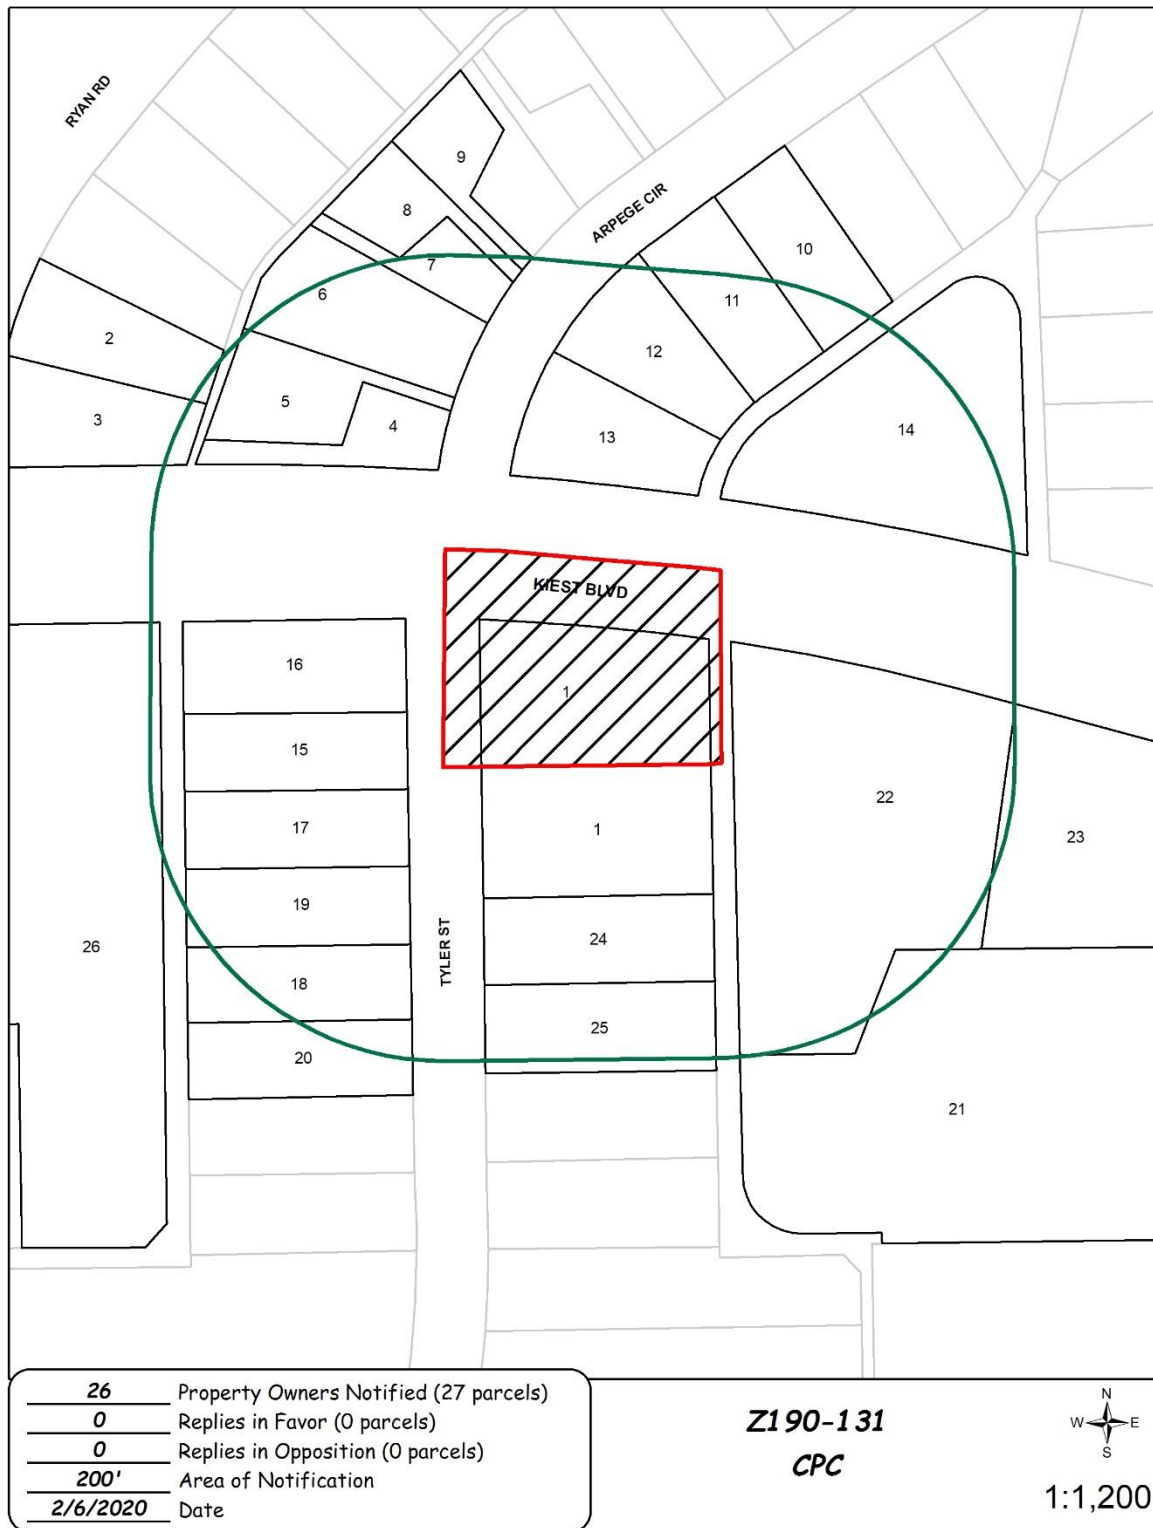 RYAN RD
9
8
ARPEGE CIR
7
10
6
11
2
12
5
3
4
13
14
KIEST BLVD
16
1
15
22
17
1
23
19
24
26
TYLER ST
18
25
20
21
26 Property Owners Notified (27 parcels)
0 Replies in Favor (0 parcels)
0 Replies in Opposition (0 parcels)
200' Area of Notification
2/6/2020 Date
Z190-131
CPC
N
W E
S
1:1,200